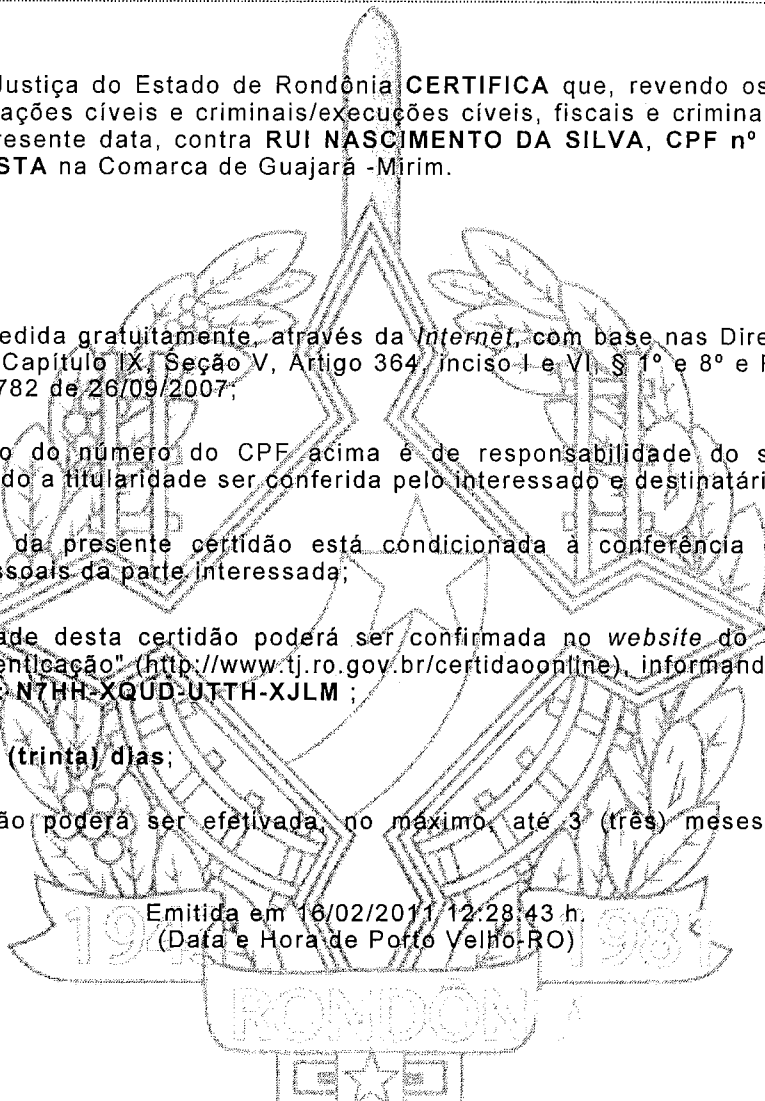 Justiça do Estado de Rondônia CERTIFICA que, revendo os
ações cíveis e criminais/execuções cíveis, fiscais e crimina
resente data, contra RUI NASCIMENTO DA SILVA, CPF nº
STA na Comarca de Guajará -Mirim.
edida gratuitamente, através da Internet, com base nas Dire
Capítulo IX, Seção V, Artigo 364, inciso I e VI, § 1º e 8º e
782 de 26/09/2007;
o do número do CPF acima é de responsabilidade do s
do a titularidade ser conferida pelo interessado e destinatári
da presente certidão está condicionada à conferência
ssoais da parte interessada;
ade desta certidão poderá ser confirmada no website do
enticação" (http://www.tj.ro.gov.br/certidaoonline), informand
: N7HH-XQUD-UTTH-XJLM ;
(trinta) dias;
ão poderá ser efetivada, no máximo, até 3 (três) meses
Emitida em 16/02/2011 12:28:43 h.
(Data e Hora de Porto Velho-RO)
194 1981
RONDÔNIA